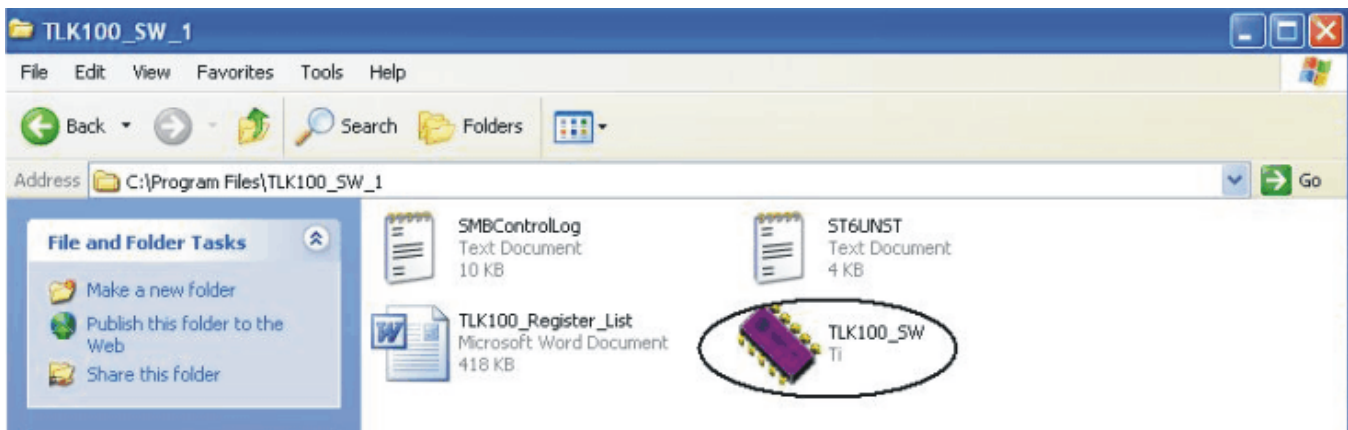 TLK100_SW_1
File Edit View Favorites Tools Help
Back Search Folders
Address C:\Program Files\TLK100_SW_1 Go
File and Folder Tasks
Make a new folder
Publish this folder to the
Web
Share this folder
SMBControlLog
Text Document
10 KB
ST6UNST
Text Document
4 KB
TLK100_Register_List
Microsoft Word Document
418 KB
TLK100_SW
Ti